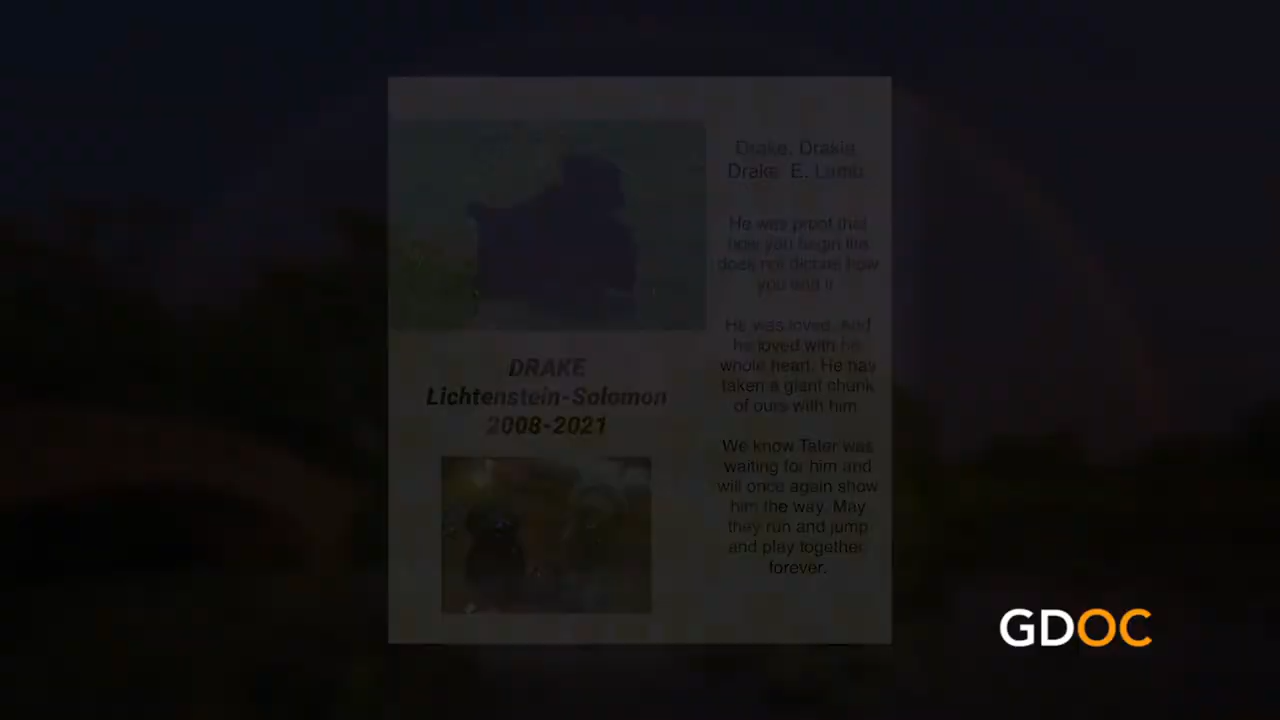 DRAKE
Lichtenstein-Solomon
2008-2021
Drake. Drakie.
Drake. E. Lamb.
He was proof that
how you begin life
does not dictate how
you end it.
He was loved. And
he loved with his
whole heart. He has
taken a giant chunk
of ours with him.
We know Tater was
waiting for him and
will once again show
him the way. May
they run and jump
and play together,
forever.
GDOC